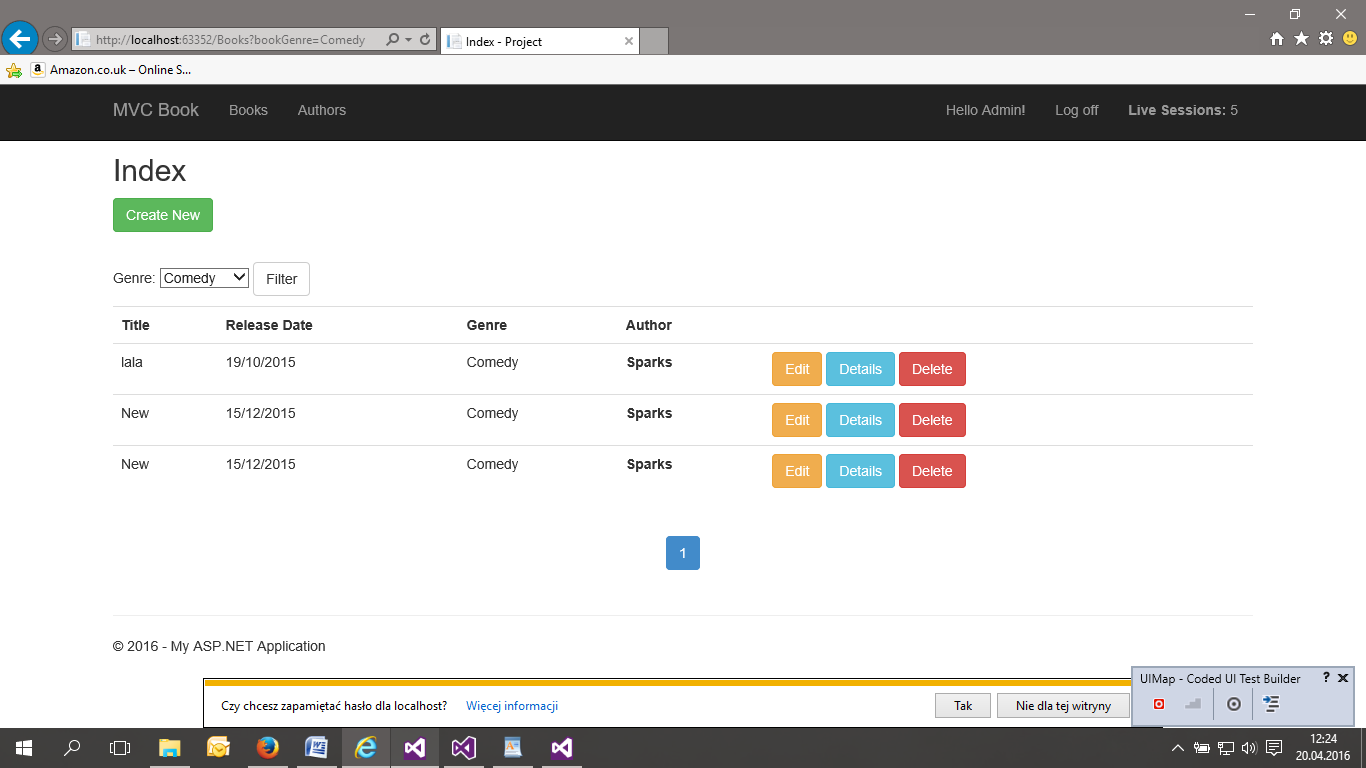 http://localhost:63352/Books?bookGenre=Comedy
Index - Project
Amazon.co.uk – Online S...
MVC Book Books Authors Hello Admin! Log off Live Sessions: 5
Index
Create New
Genre: Comedy Filter
Title Release Date Genre Author
lala 19/10/2015 Comedy Sparks Edit Details Delete
New 15/12/2015 Comedy Sparks Edit Details Delete
New 15/12/2015 Comedy Sparks Edit Details Delete
1
© 2016 - My ASP.NET Application
UIMap - Coded UI Test Builder ?
Czy chcesz zapamiętać hasło dla localhost? Więcej informacji Tak Nie dla tej witryny
12:24
20.04.2016